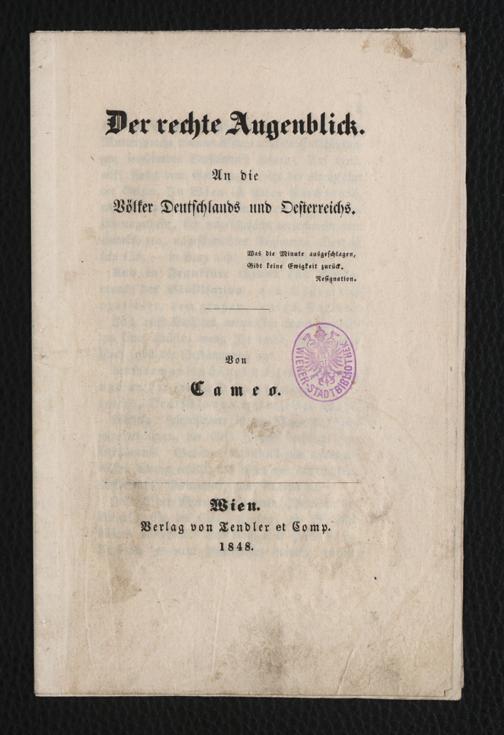 Der rechte Augenblick.
An die
Völker Deutschlands und Oesterreichs.
Was die Minute ausgeschlagen,
Gibt keine Ewigkeit zurück.
Resignation.
Von
Cameo.
WIENER-STADTBIBLIOTHEK
Wien.
Verlag von Tendler et Comp.
1848.